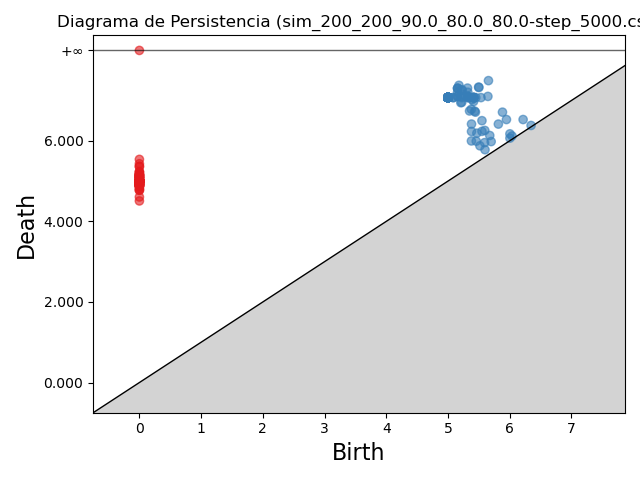 Diagrama de Persistencia (sim_200_200_90.0_80.0_80.0-step_5000.cs
+∞
6.000
4.000
2.000
0.000
Death
0 1 2 3 4 5 6 7
Birth